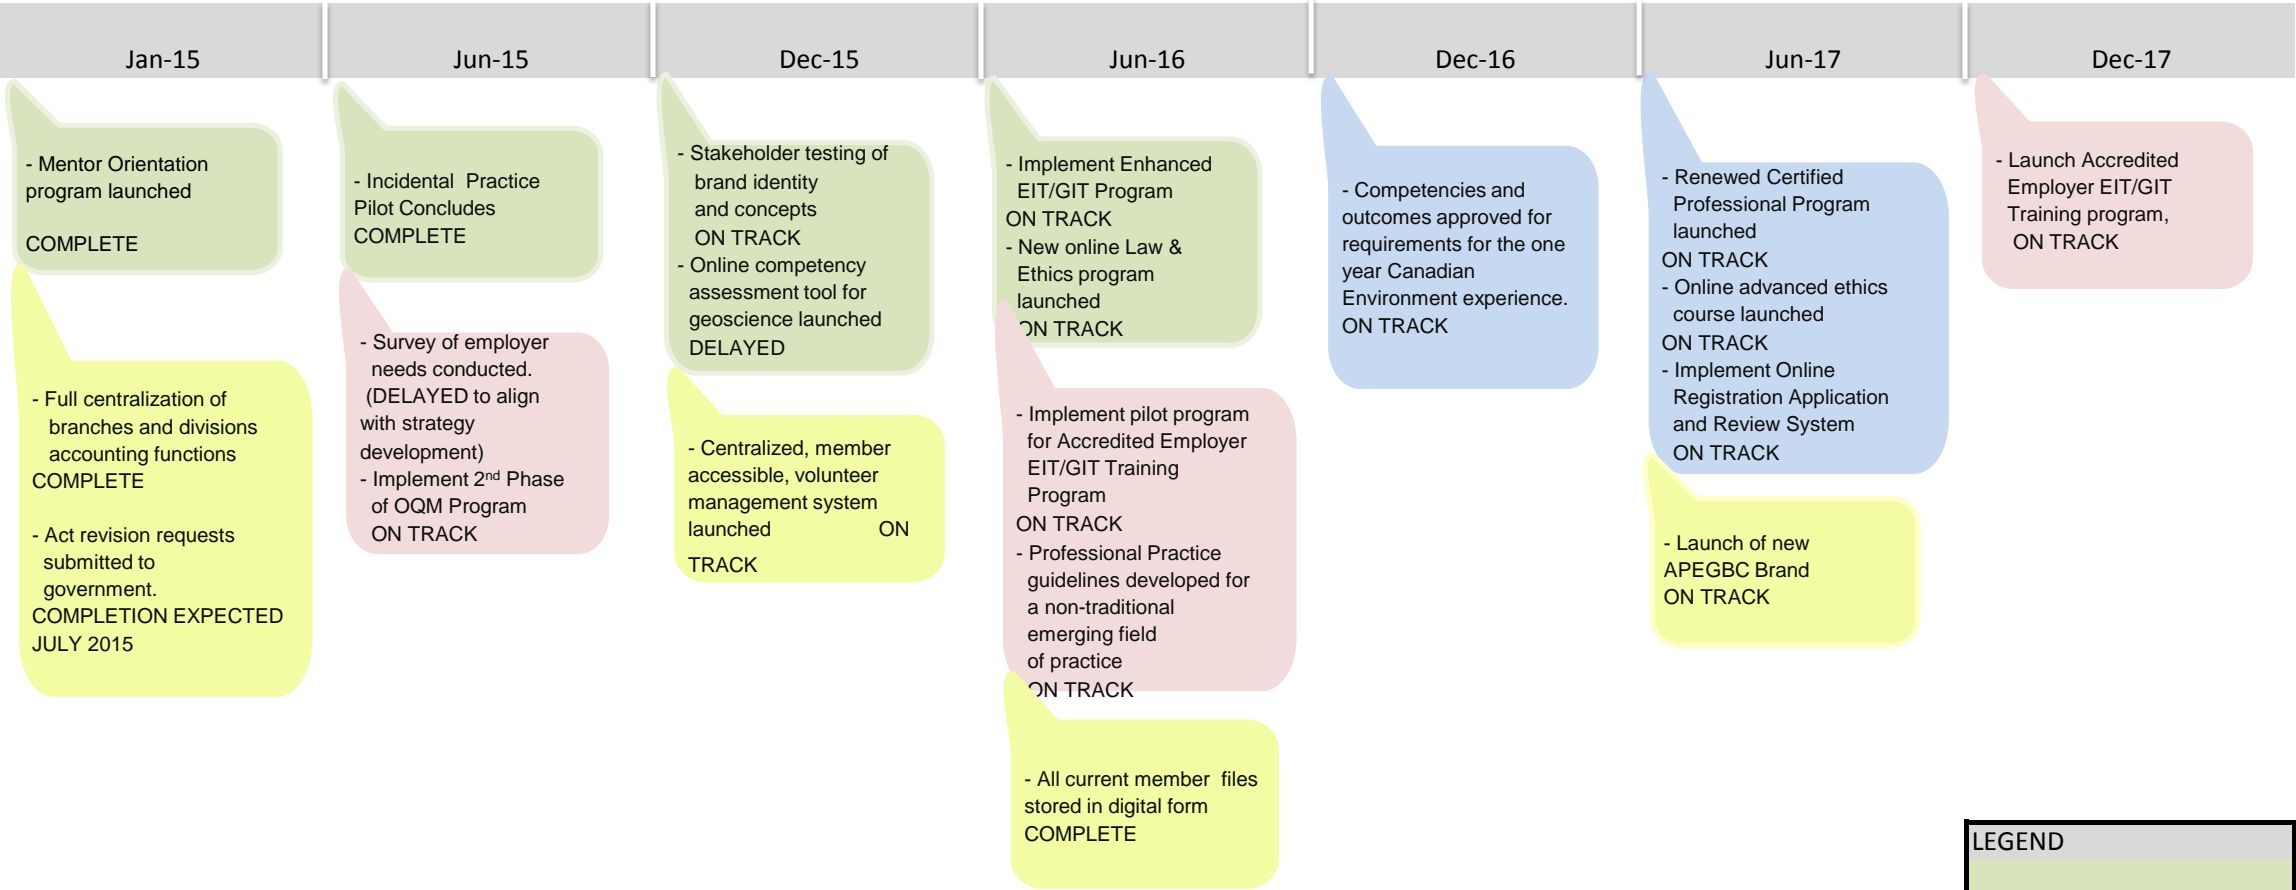 Jan-15
Jun-15
Dec-15
Jun-16
Dec-16
Jun-17
Dec-17
- Mentor Orientation
program launched
COMPLETE
- Full centralization of
branches and divisions
accounting functions
COMPLETE
- Act revision requests
submitted to
government.
COMPLETION EXPECTED
JULY 2015
- Incidental Practice
Pilot Concludes
COMPLETE
- Survey of employer
needs conducted.
(DELAYED to align
with strategy
development)
- Implement 2nd Phase
of OQM Program
ON TRACK
- Stakeholder testing of
brand identity
and concepts
ON TRACK
- Online competency
assessment tool for
geoscience launched
DELAYED
- Centralized, member
accessible, volunteer
management system
launched ON
TRACK
- Implement Enhanced
EIT/GIT Program
ON TRACK
- New online Law &
Ethics program
launched
ON TRACK
- Implement pilot program
for Accredited Employer
EIT/GIT Training
Program
ON TRACK
- Professional Practice
guidelines developed for
a non-traditional
emerging field
of practice
ON TRACK
- All current member files
stored in digital form
COMPLETE
- Competencies and
outcomes approved for
requirements for the one
year Canadian
Environment experience.
ON TRACK
- Renewed Certified
Professional Program
launched
ON TRACK
- Online advanced ethics
course launched
ON TRACK
- Implement Online
Registration Application
and Review System
ON TRACK
- Launch of new
APEGBC Brand
ON TRACK
- Launch Accredited
Employer EIT/GIT
Training program,
ON TRACK
LEGEND